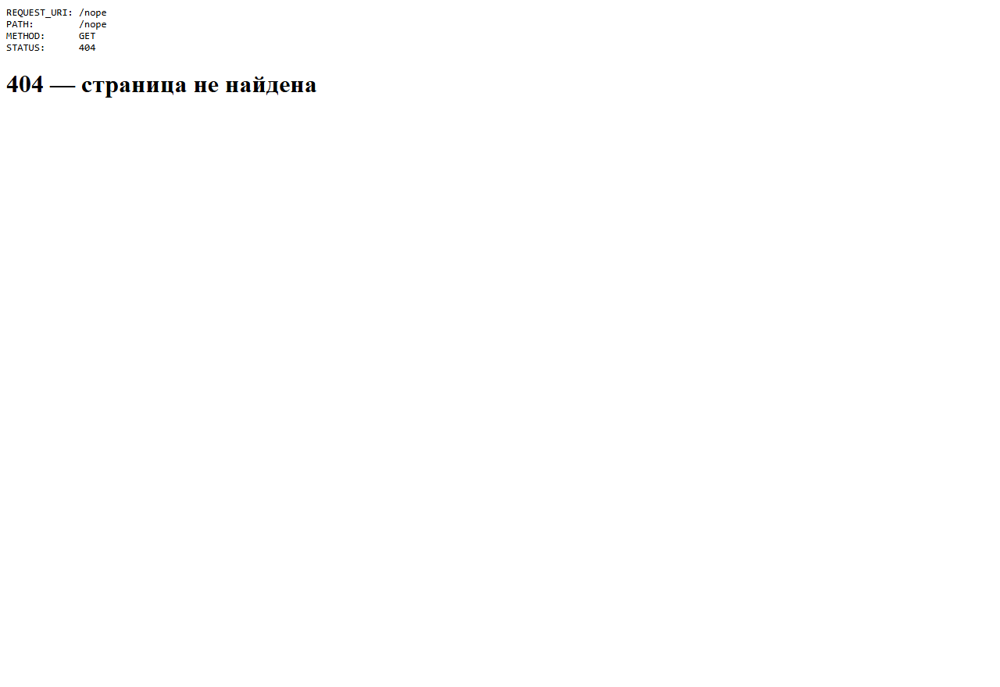 REQUEST_URI: /nope
PATH:        /nope
METHOD:      GET
STATUS:      404
404 — страница не найдена